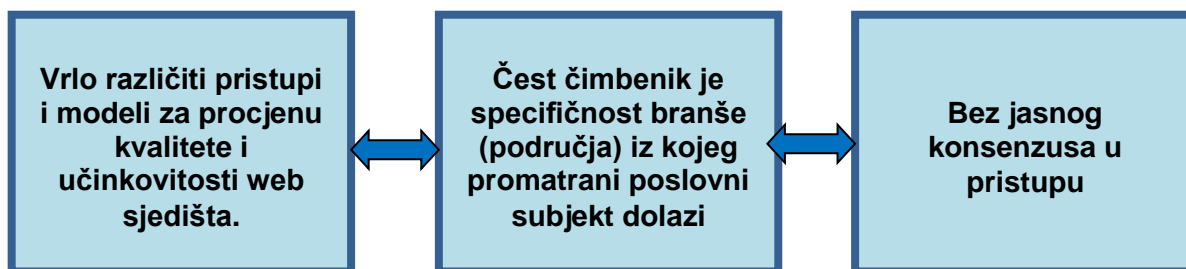 Vrlo različiti pristupi
i modeli za procjenu
kvalitete i
učinkovitosti web
sjedišta.
Čest čimbenik je
specifičnost branše
(područja) iz kojeg
promatrani poslovni
subjekt dolazi
Bez jasnog
konsenzusa u
pristupu